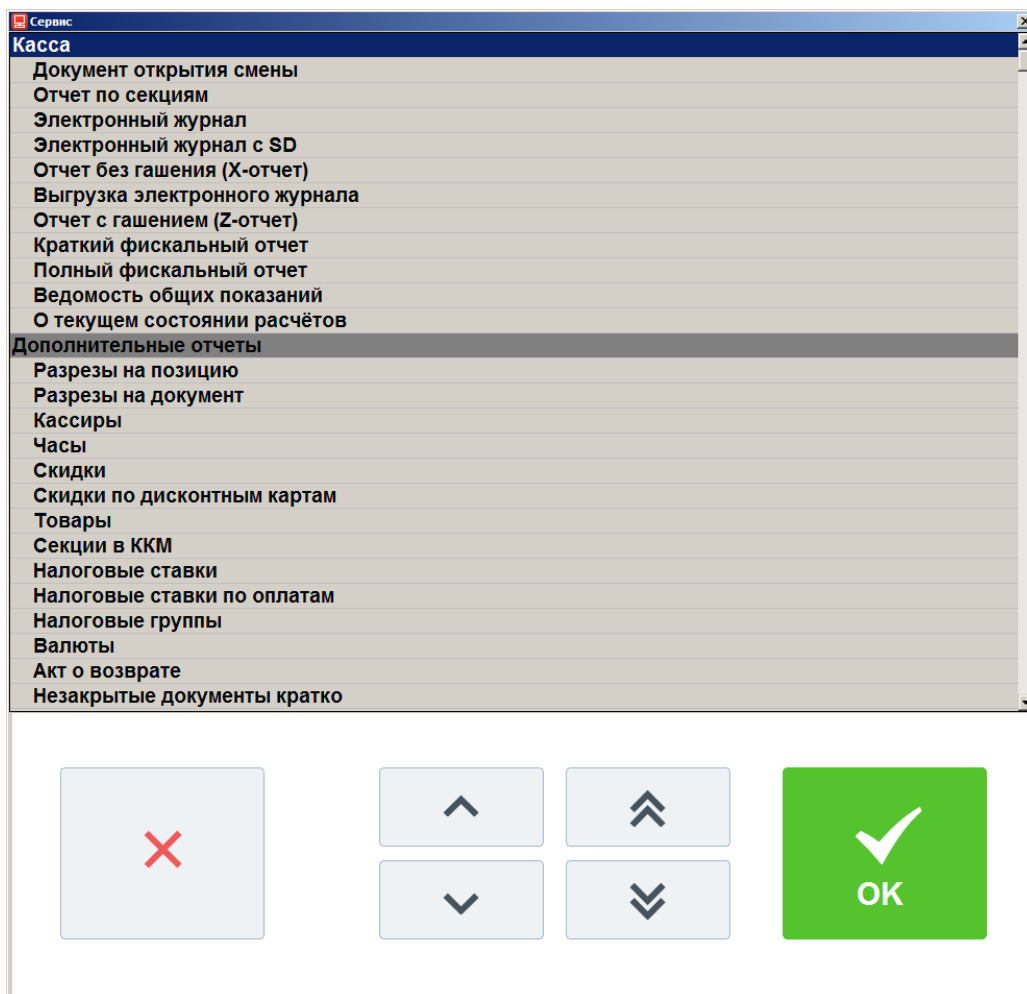 Сервис
Касса
Документ открытия смены
Отчет по секциям
Электронный журнал
Электронный журнал с SD
Отчет без гашения (Х-отчет)
Выгрузка электронного журнала
Отчет с гашением (Z-отчет)
Краткий фискальный отчет
Полный фискальный отчет
Ведомость общих показаний
О текущем состоянии расчётов
Дополнительные отчеты
Разрезы на позицию
Разрезы на документ
Кассиры
Часы
Скидки
Скидки по дисконтным картам
Товары
Секции в ККМ
Налоговые ставки
Налоговые ставки по оплатам
Налоговые группы
Валюты
Акт о возврате
Незакрытые документы кратко
OK